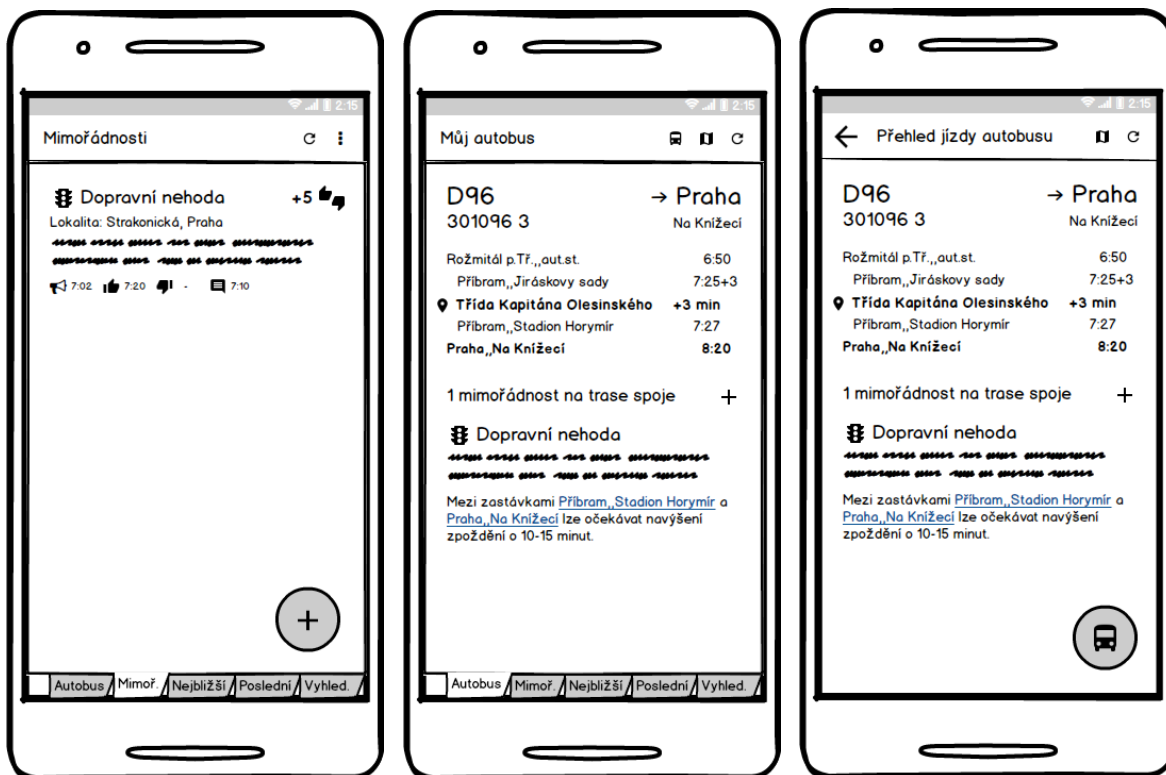 2:15
Mimořádnosti
Dopravní nehoda +5
Lokalita: Strakonická, Praha
7:02 7:20 - 7:10
+
Autobus Mimoř. Nejbližší Poslední Vyhled.
2:15
Můj autobus
D96 → Praha
301096 3 Na Knížecí
Rožmitál p.Tř.,,aut.st. 6:50
Příbram,,Jiráskovy sady 7:25+3
Třída Kapitána Olesinského +3 min
Příbram,,Stadion Horymír 7:27
Praha,,Na Knížecí 8:20
1 mimořádnost na trase spoje +
Dopravní nehoda
Mezi zastávkami Příbram,,Stadion Horymír a
Praha,,Na Knížecí lze očekávat navýšení
zpoždění o 10-15 minut.
Autobus Mimoř. Nejbližší Poslední Vyhled.
2:15
Přehled jízdy autobusu
D96 → Praha
301096 3 Na Knížecí
Rožmitál p.Tř.,,aut.st. 6:50
Příbram,,Jiráskovy sady 7:25+3
Třída Kapitána Olesinského +3 min
Příbram,,Stadion Horymír 7:27
Praha,,Na Knížecí 8:20
1 mimořádnost na trase spoje +
Dopravní nehoda
Mezi zastávkami Příbram,,Stadion Horymír a
Praha,,Na Knížecí lze očekávat navýšení
zpoždění o 10-15 minut.